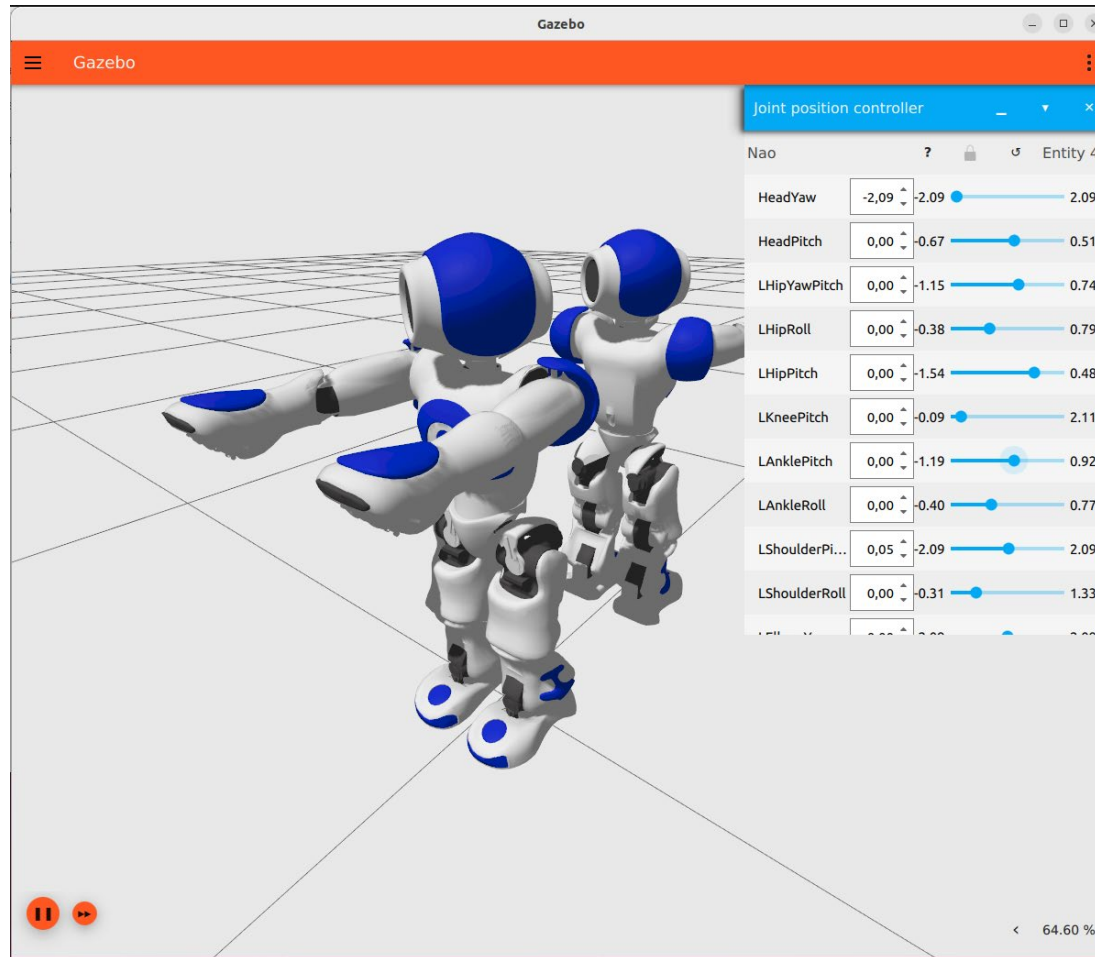 Gazebo
Gazebo
Joint position controller
Nao ? Entity 4
HeadYaw -2,09 -2.09 2.09
HeadPitch 0,00 -0.67 0.51
LHipYawPitch 0,00 -1.15 0.74
LHipRoll 0,00 -0.38 0.79
LHipPitch 0,00 -1.54 0.48
LKneePitch 0,00 -0.09 2.11
LAnklePitch 0,00 -1.19 0.92
LAnkleRoll 0,00 -0.40 0.77
LShoulderPi... 0,05 -2.09 2.09
LShoulderRoll 0,00 -0.31 1.33
64.60 %